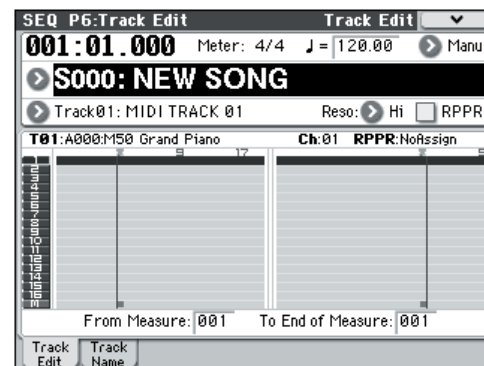 SEQ P6:Track Edit Track Edit
001:01.000 Meter: 4/4 ♩= 120.00 Manu
S000: NEW SONG
Track01: MIDI TRACK 01 Reso: Hi RPPR
T01:A000:M50 Grand Piano Ch:01 RPPR:NoAssign
9 17
1
2
3
4
5
6
7
8
9
10
11
12
13
14
15
16
M
From Measure: 001 To End of Measure: 001
Track Edit
Track Name